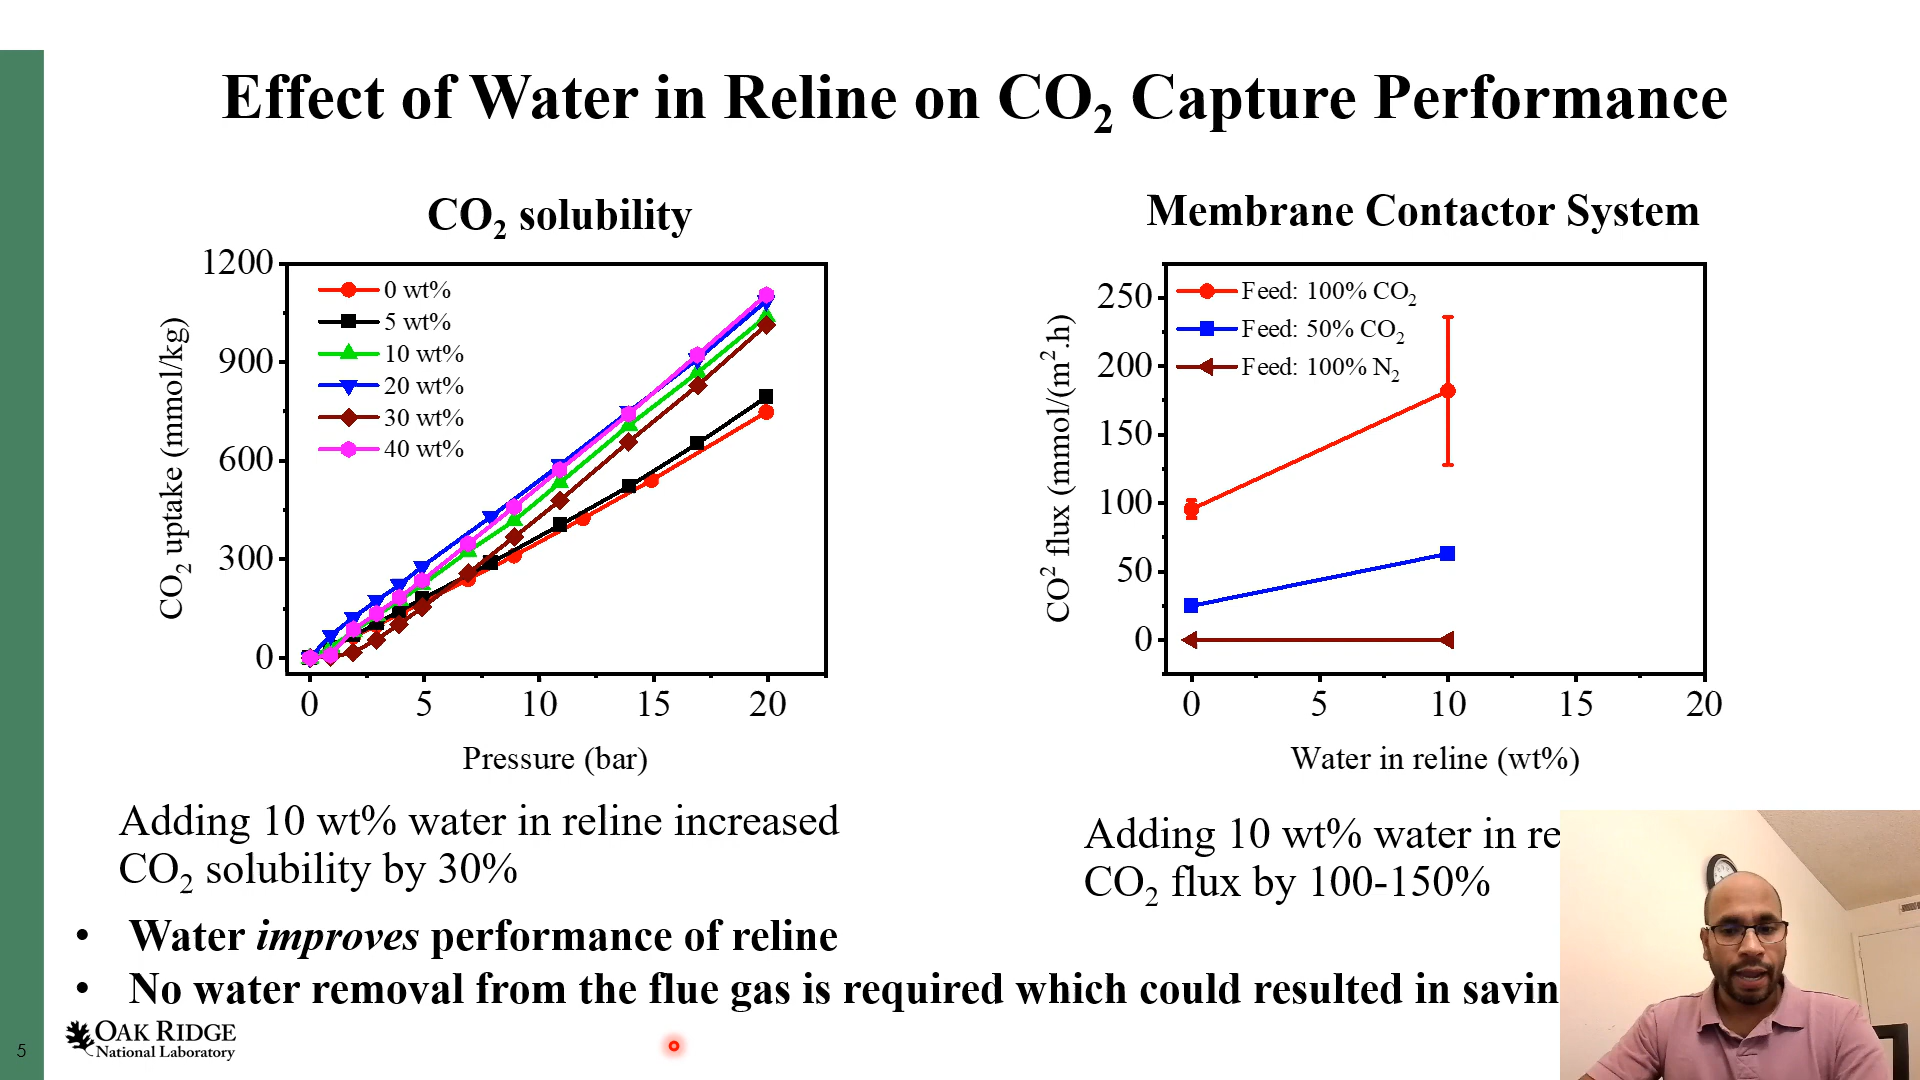 Effect of Water in Reline on CO₂ Capture Performance
CO₂ solubility
1200
900
600
300
0
0 wt%
5 wt%
10 wt%
20 wt%
30 wt%
40 wt%
CO₂ uptake (mmol/kg)
0 5 10 15 20
Pressure (bar)
Membrane Contactor System
250
200
150
100
50
0
Feed: 100% CO₂
Feed: 50% CO₂
Feed: 100% N₂
CO² flux (mmol/(m².h)
0 5 10 15 20
Water in reline (wt%)
Adding 10 wt% water in reline increased
CO₂ solubility by 30%
Adding 10 wt% water in re
CO₂ flux by 100-150%
• Water improves performance of reline
• No water removal from the flue gas is required which could resulted in savin
OAK RIDGE
National Laboratory
5